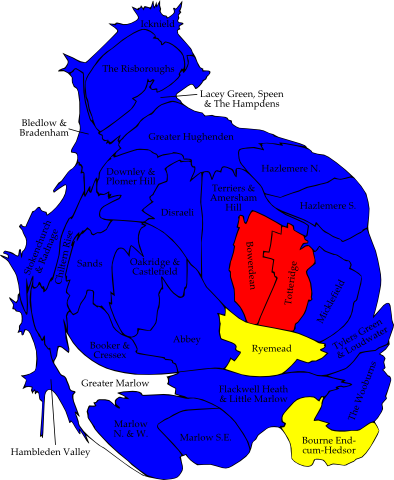 Icknield
The Risboroughs
Lacey Green, Speen
& The Hampdens
Bledlow &
Bradenham
Greater Hughenden
Hazlemere N.
Downley &
Plomer Hill
Terriers &
Amersham
Hill
Disraeli
Hazlemere S.
Stokenchurch
& Radnage
Chiltern Rise
Sands
Oakridge &
Castlefield
Bowerdean
Totteridge
Micklefield
Tylers Green
& Loudwater
Booker &
Cressex
Abbey
Ryemead
The Wooburns
Greater Marlow
Flackwell Heath
& Little Marlow
Marlow
N. & W.
Marlow S.E.
Bourne End-
cum-Hedsor
Hambleden Valley